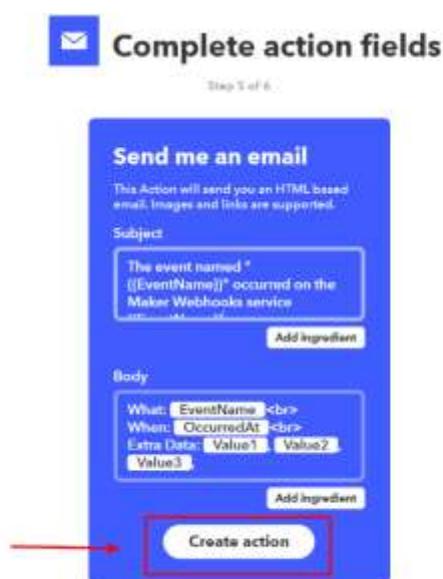 Complete action fields
Step 5 of 6
Send me an email
This Action will send you an HTML based
email. Images and links are supported.
Subject
The event named "
{{EventName}}" occurred on the
Maker Webhooks service
Add ingredient
Body
What: EventName <br>
When: OccurredAt <br>
Extra Data: Value1 , Value2 ,
Value3 ,
Add ingredient
Create action